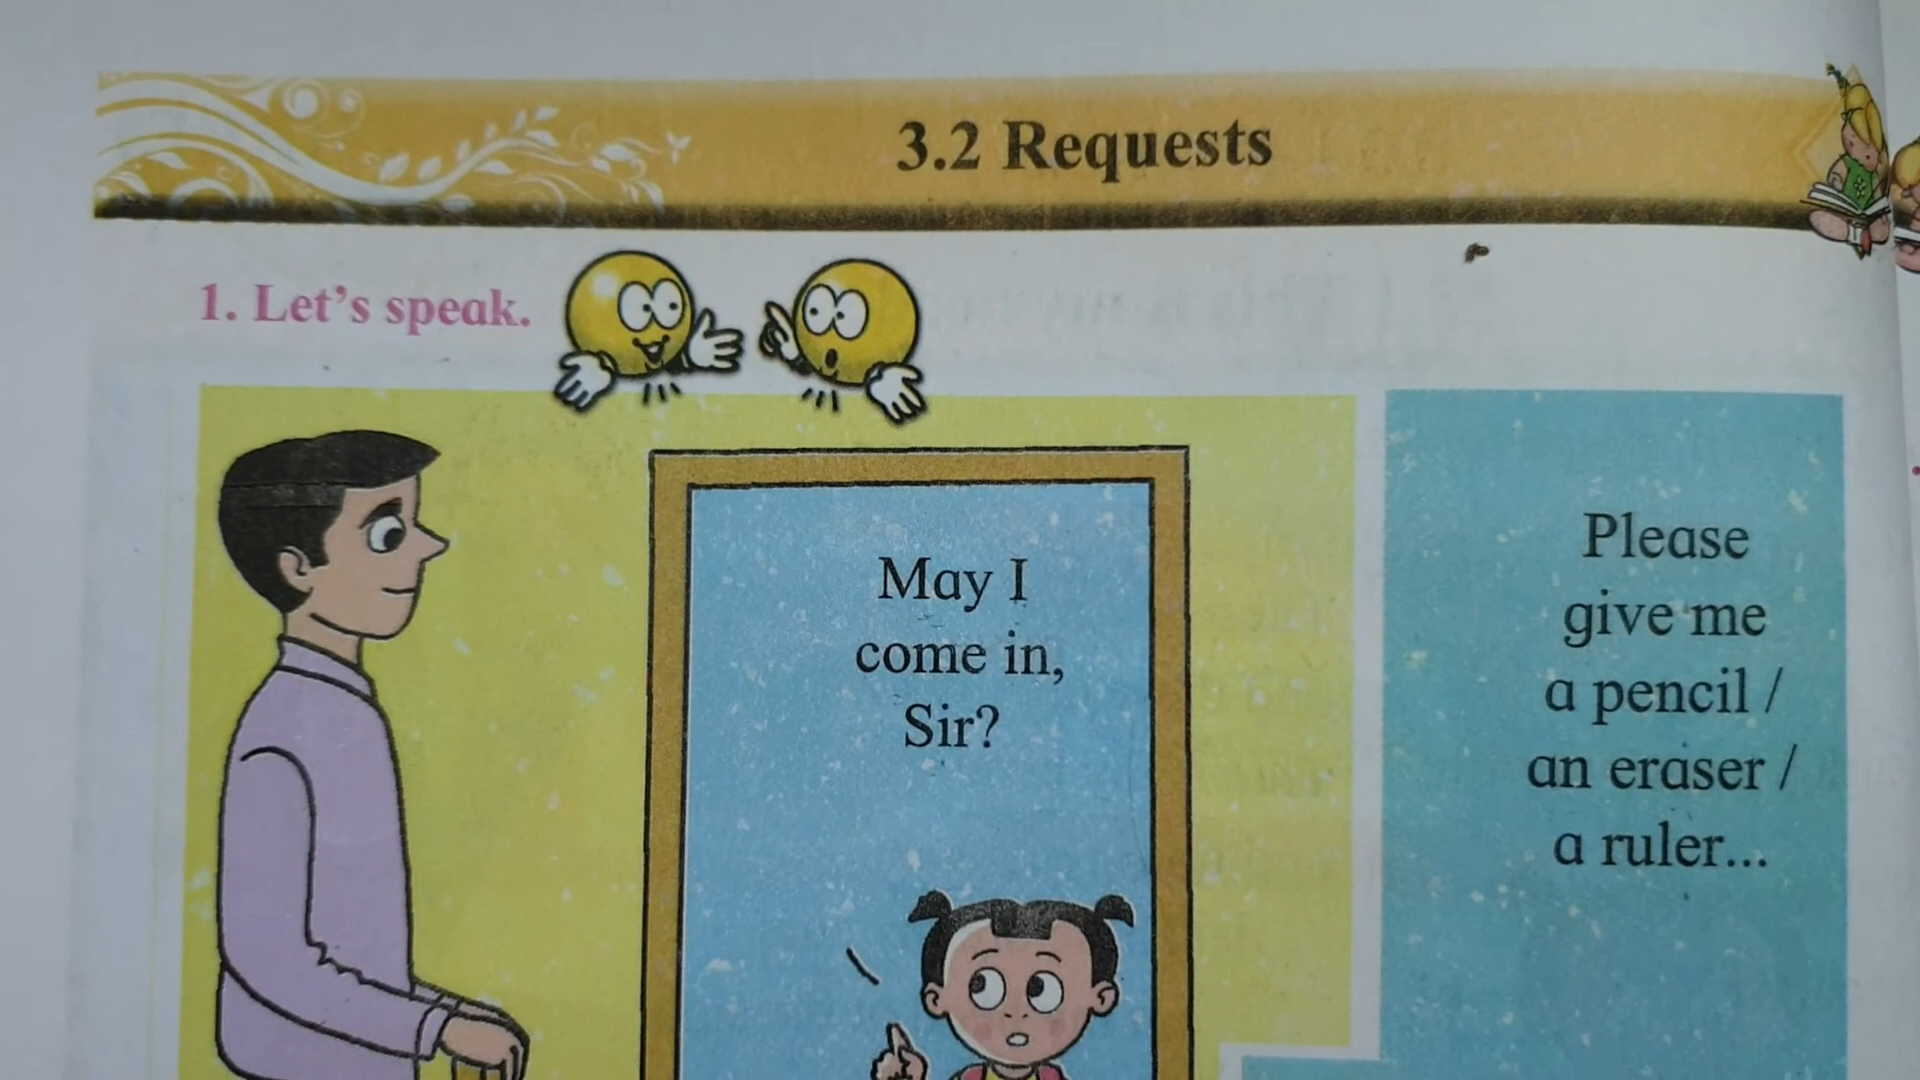 3.2 Requests
1. Let's speak.
May I
come in,
Sir?
Please
give me
a pencil /
an eraser /
a ruler...